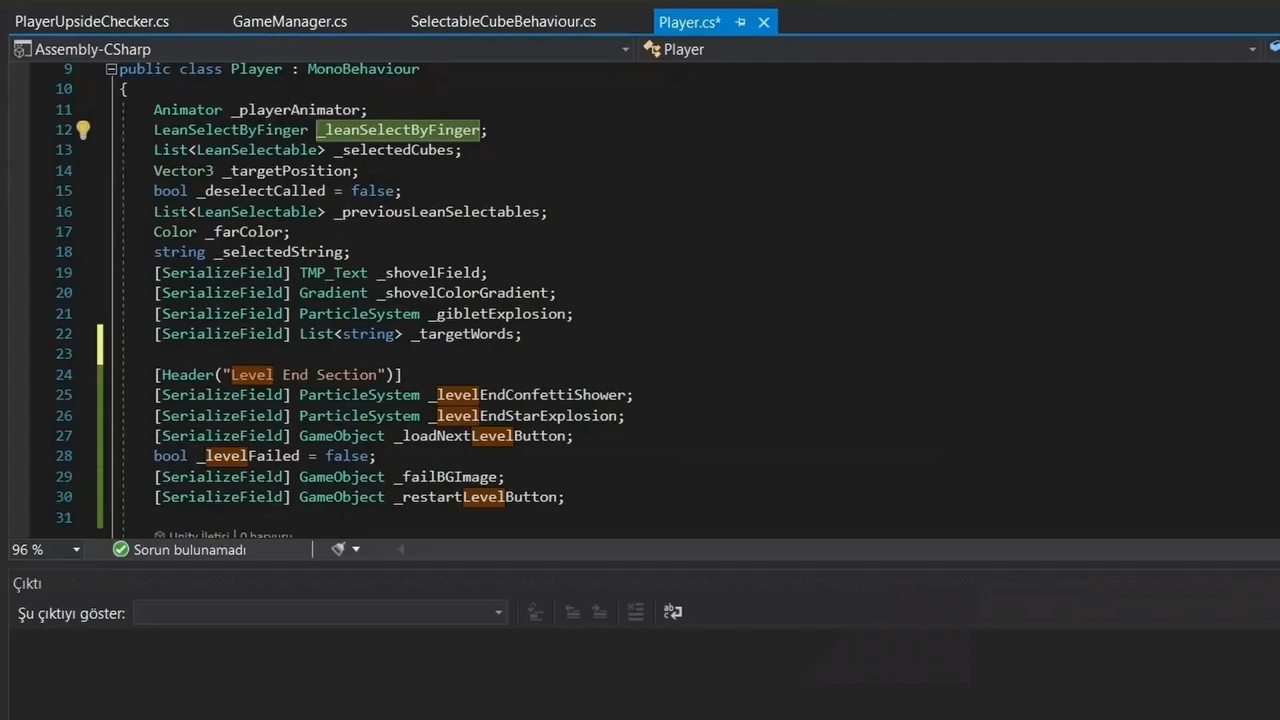 PlayerUpsideChecker.cs GameManager.cs SelectableCubeBehaviour.cs Player.cs*
Assembly-CSharp Player
9 public class Player : MonoBehaviour
10 {
11 Animator _playerAnimator;
12 LeanSelectByFinger _leanSelectByFinger;
13 List<LeanSelectable> _selectedCubes;
14 Vector3 _targetPosition;
15 bool _deselectCalled = false;
16 List<LeanSelectable> _previousLeanSelectables;
17 Color _farColor;
18 string _selectedString;
19 [SerializeField] TMP_Text _shovelField;
20 [SerializeField] Gradient _shovelColorGradient;
21 [SerializeField] ParticleSystem _gibletExplosion;
22 [SerializeField] List<string> _targetWords;
23
24 [Header("Level End Section")]
25 [SerializeField] ParticleSystem _levelEndConfettiShower;
26 [SerializeField] ParticleSystem _levelEndStarExplosion;
27 [SerializeField] GameObject _loadNextLevelButton;
28 bool _levelFailed = false;
29 [SerializeField] GameObject _failBGImage;
30 [SerializeField] GameObject _restartLevelButton;
31
Unity İletisi | 0 başvuru
96 % Sorun bulunamadı
Çıktı
Şu çıktıyı göster: